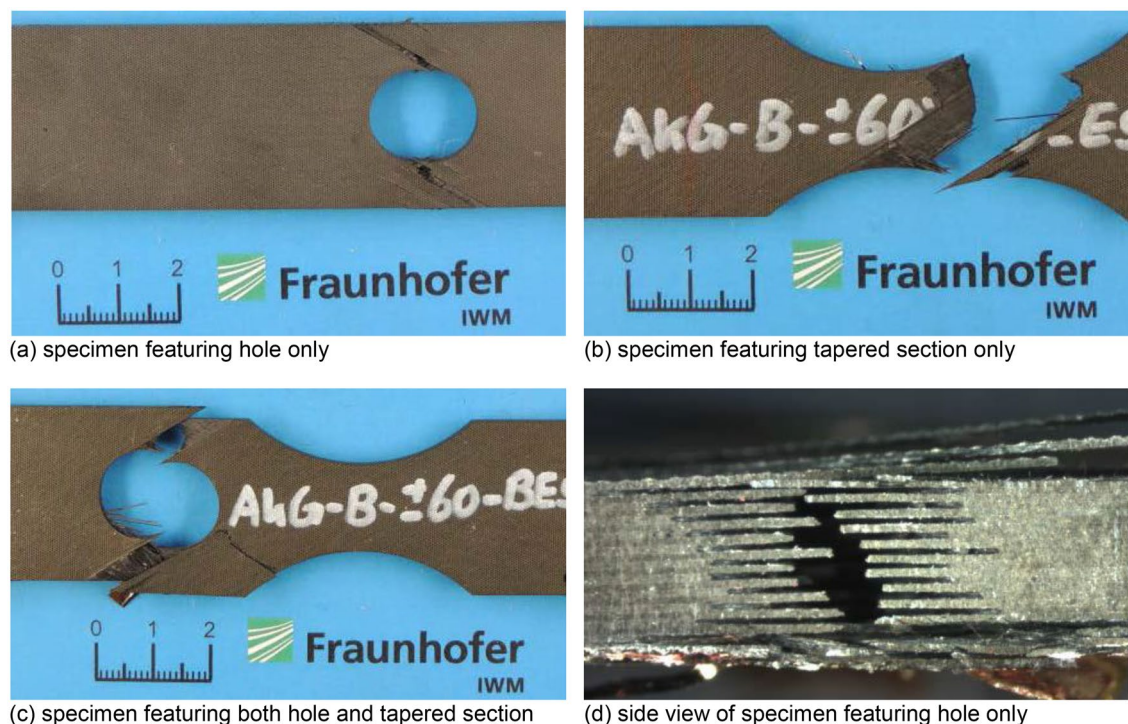 0 1 2
Fraunhofer
IWM
(a) specimen featuring hole only
AKG-B-±60
-ES
0 1 2
Fraunhofer
IWM
(b) specimen featuring tapered section only
AKG-B-±60-BES
0 1 2
Fraunhofer
IWM
(c) specimen featuring both hole and tapered section
(d) side view of specimen featuring hole only